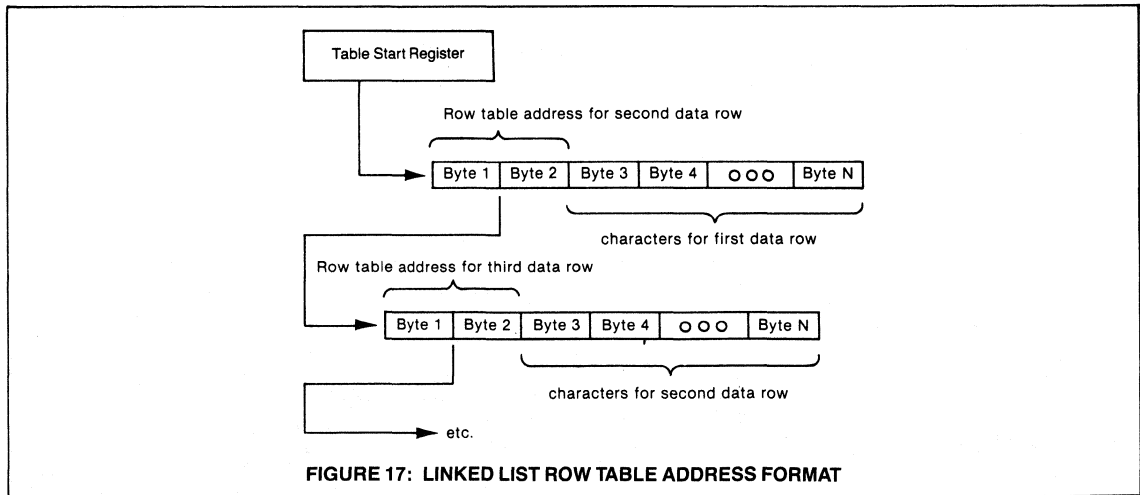 Table Start Register
Row table address for second data row
Byte 1 Byte 2 Byte 3 Byte 4 ooo Byte N
characters for first data row
Row table address for third data row
Byte 1 Byte 2 Byte 3 Byte 4 ooo Byte N
characters for second data row
etc.
FIGURE 17: LINKED LIST ROW TABLE ADDRESS FORMAT